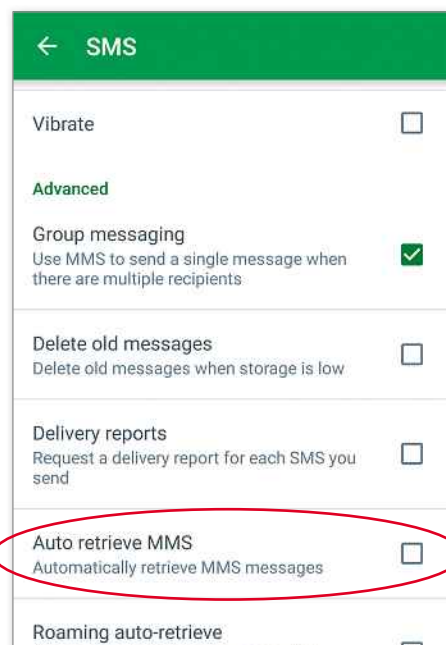 SMS
Vibrate
Advanced
Group messaging
Use MMS to send a single message when
there are multiple recipients
Delete old messages
Delete old messages when storage is low
Delivery reports
Request a delivery report for each SMS you
send
Auto retrieve MMS
Automatically retrieve MMS messages
Roaming auto-retrieve